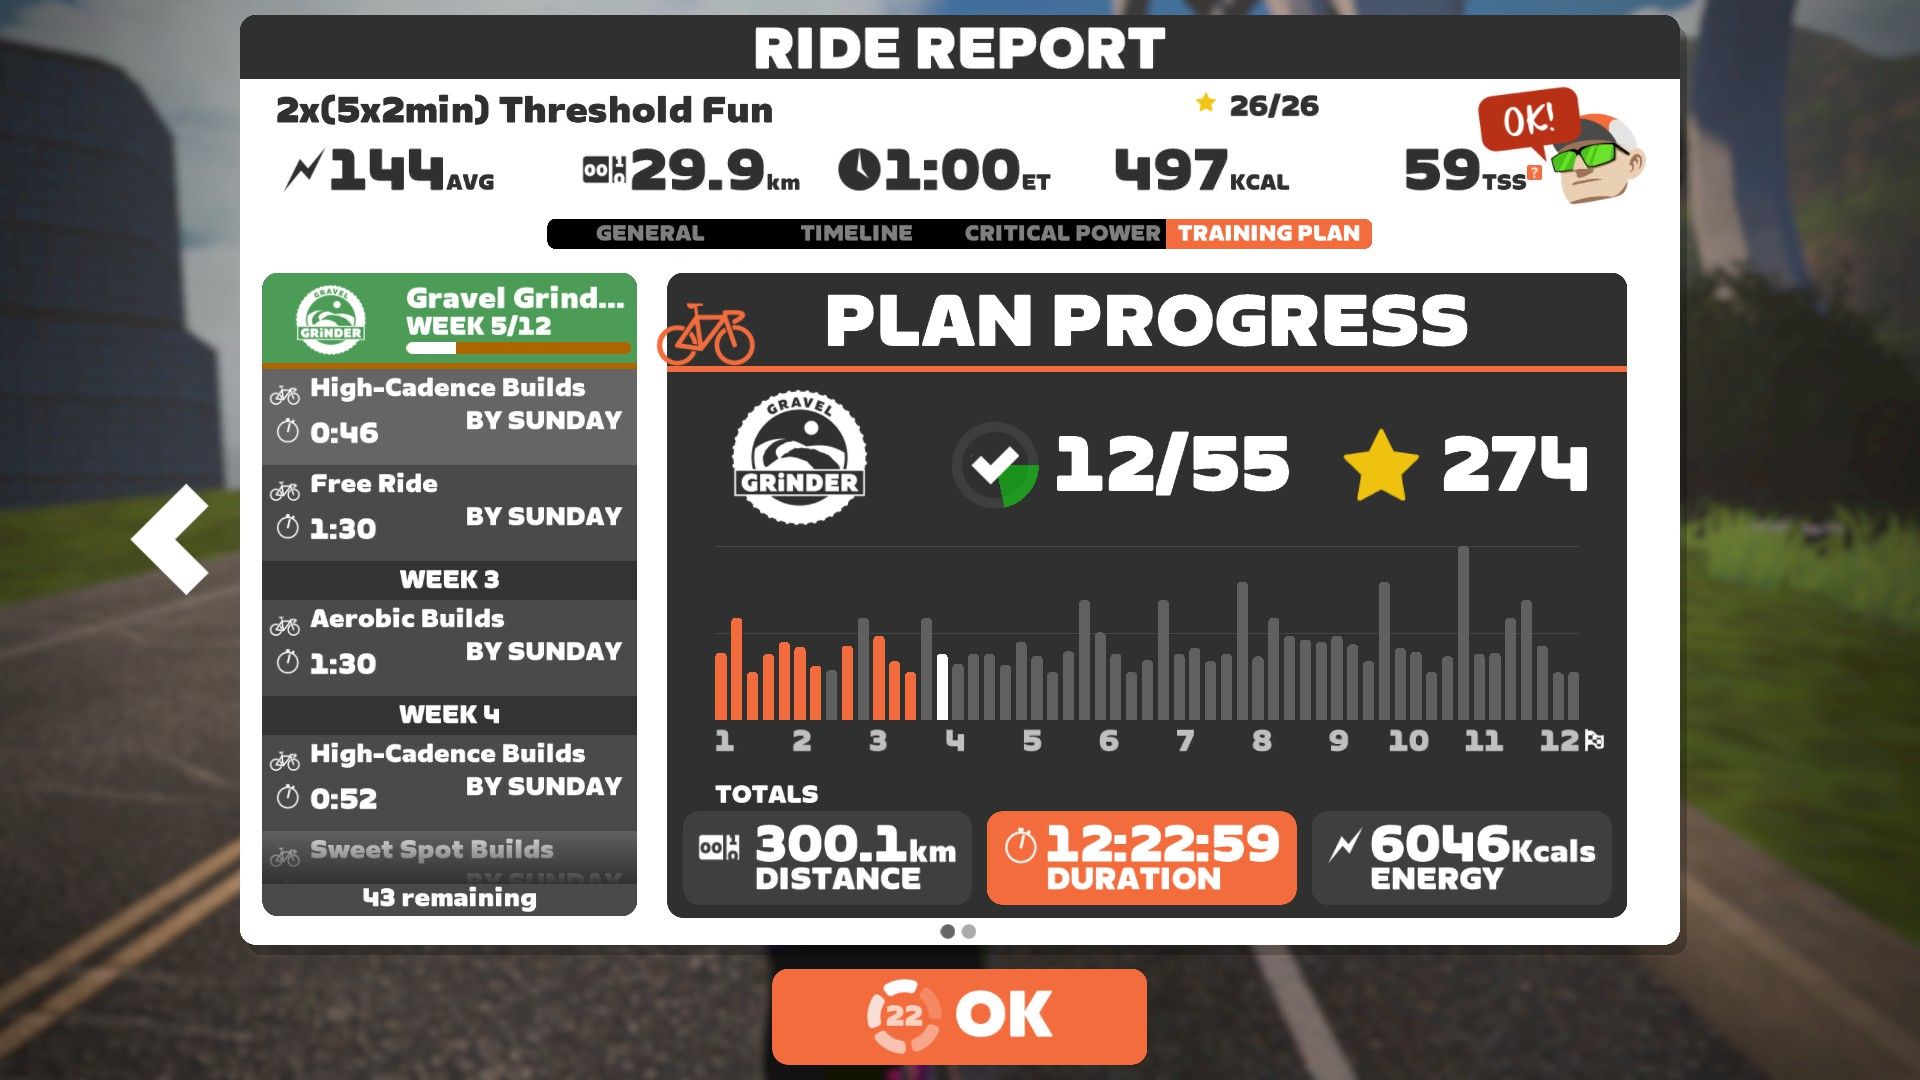 RIDE REPORT
2x(5x2min) Threshold Fun
26/26
OK!
144AVG
29.9km
1:00ET
497KCAL
59TSS?
GENERAL TIMELINE CRITICAL POWER TRAINING PLAN
GRAVEL
GRiNDER
Gravel Grind...
WEEK 5/12
High-Cadence Builds
0:46 BY SUNDAY
Free Ride
1:30 BY SUNDAY
WEEK 3
Aerobic Builds
1:30 BY SUNDAY
WEEK 4
High-Cadence Builds
0:52 BY SUNDAY
Sweet Spot Builds
BY SUNDAY
43 remaining
PLAN PROGRESS
GRAVEL
GRiNDER
12/55
274
1 2 3 4 5 6 7 8 9 10 11 12
TOTALS
300.1km
DISTANCE
12:22:59
DURATION
6046Kcals
ENERGY
22 OK